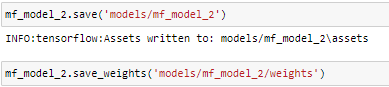 mf_model_2.save('models/mf_model_2')
INFO:tensorflow:Assets written to: models/mf_model_2\assets
mf_model_2.save_weights('models/mf_model_2/weights')